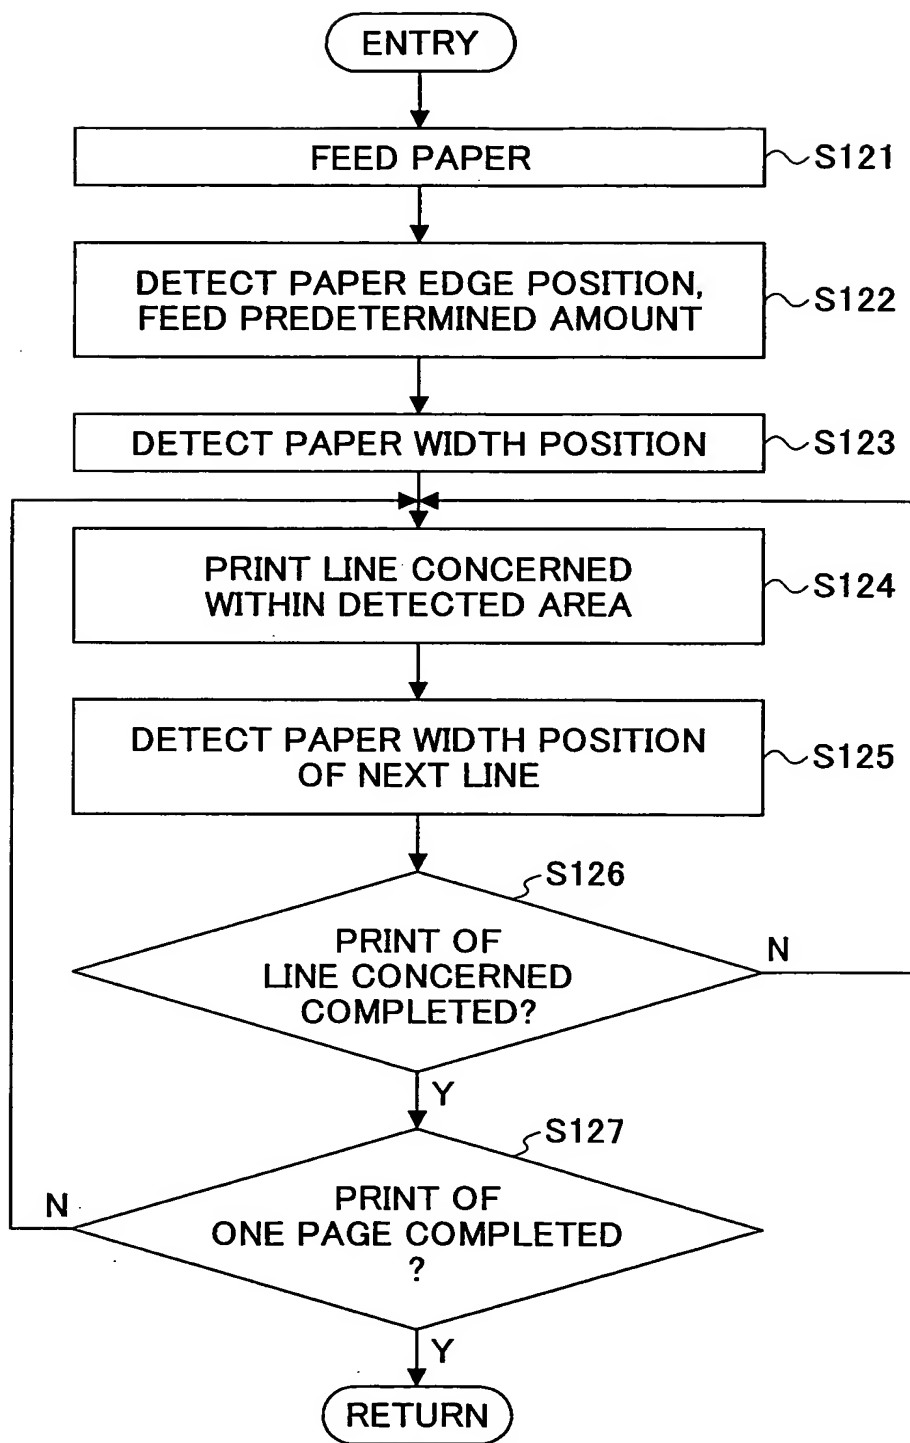 ENTRY
FEED PAPER
S121
DETECT PAPER EDGE POSITION,
FEED PREDETERMINED AMOUNT
S122
DETECT PAPER WIDTH POSITION
S123
PRINT LINE CONCERNED
WITHIN DETECTED AREA
S124
DETECT PAPER WIDTH POSITION
OF NEXT LINE
S125
S126
PRINT OF
LINE CONCERNED
COMPLETED?
N
Y
S127
PRINT OF
ONE PAGE COMPLETED
?
N
Y
RETURN